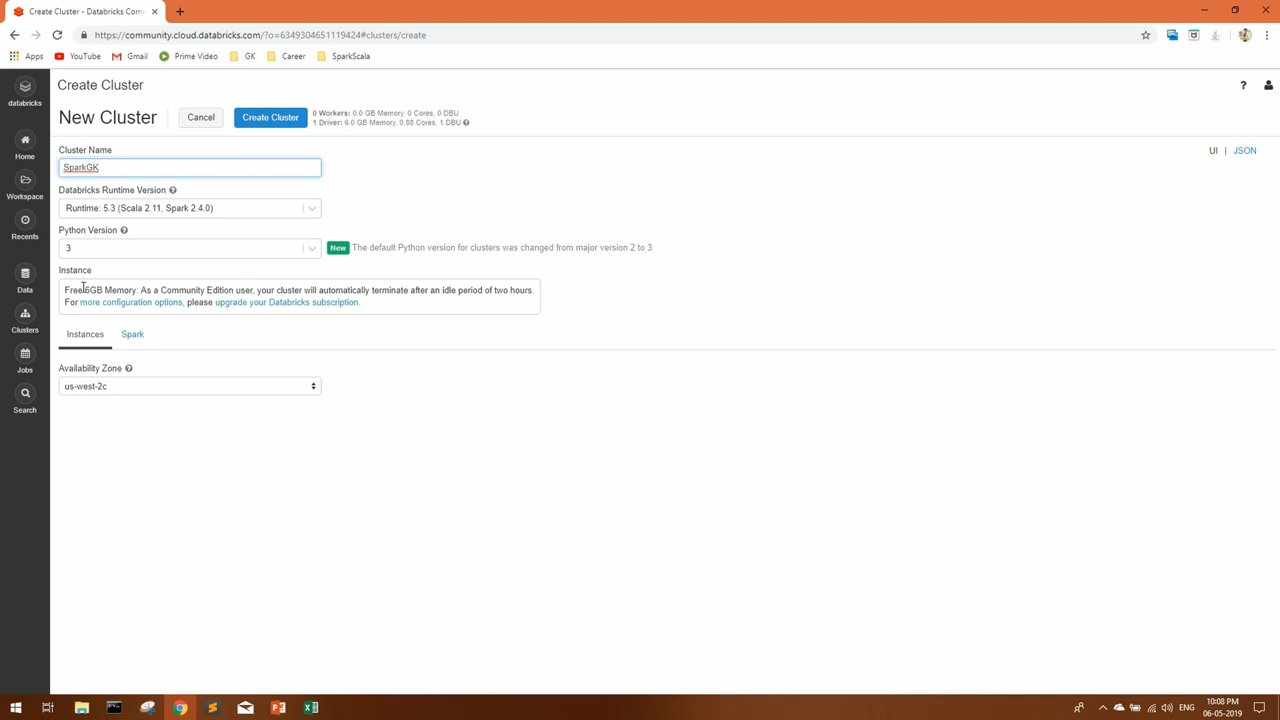 Create Cluster - Databricks Comm
https://community.cloud.databricks.com/?o=6349304651119424#clusters/create
Apps YouTube Gmail Prime Video GK Career SparkScala
databricks
Home
Workspace
Recents
Data
Clusters
Jobs
Search
Create Cluster
New Cluster
Cancel
Create Cluster
0 Workers: 0.0 GB Memory, 0 Cores, 0 DBU
1 Driver: 6.0 GB Memory, 0.88 Cores, 1 DBU ?
?
UI | JSON
Cluster Name
SparkGK
Databricks Runtime Version ?
Runtime: 5.3 (Scala 2.11, Spark 2.4.0)
Python Version ?
3
New The default Python version for clusters was changed from major version 2 to 3.
Instance
Free 6GB Memory: As a Community Edition user, your cluster will automatically terminate after an idle period of two hours.
For more configuration options, please upgrade your Databricks subscription.
Instances Spark
Availability Zone ?
us-west-2c
ENG
10:08 PM
06-05-2019